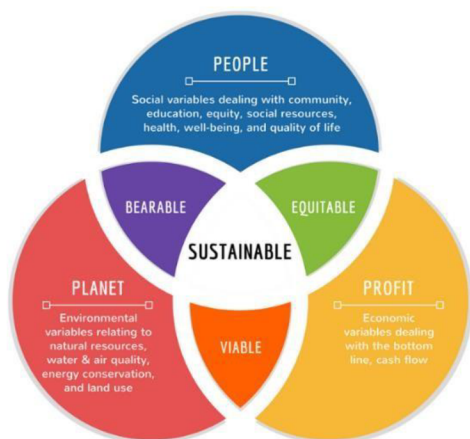 PEOPLE
Social variables dealing with community,
education, equity, social resources,
health, well-being, and quality of life
BEARABLE
EQUITABLE
SUSTAINABLE
PLANET
Environmental
variables relating to
natural resources,
water & air quality,
energy conservation,
and land use
PROFIT
Economic
variables dealing
with the bottom
line, cash flow
VIABLE